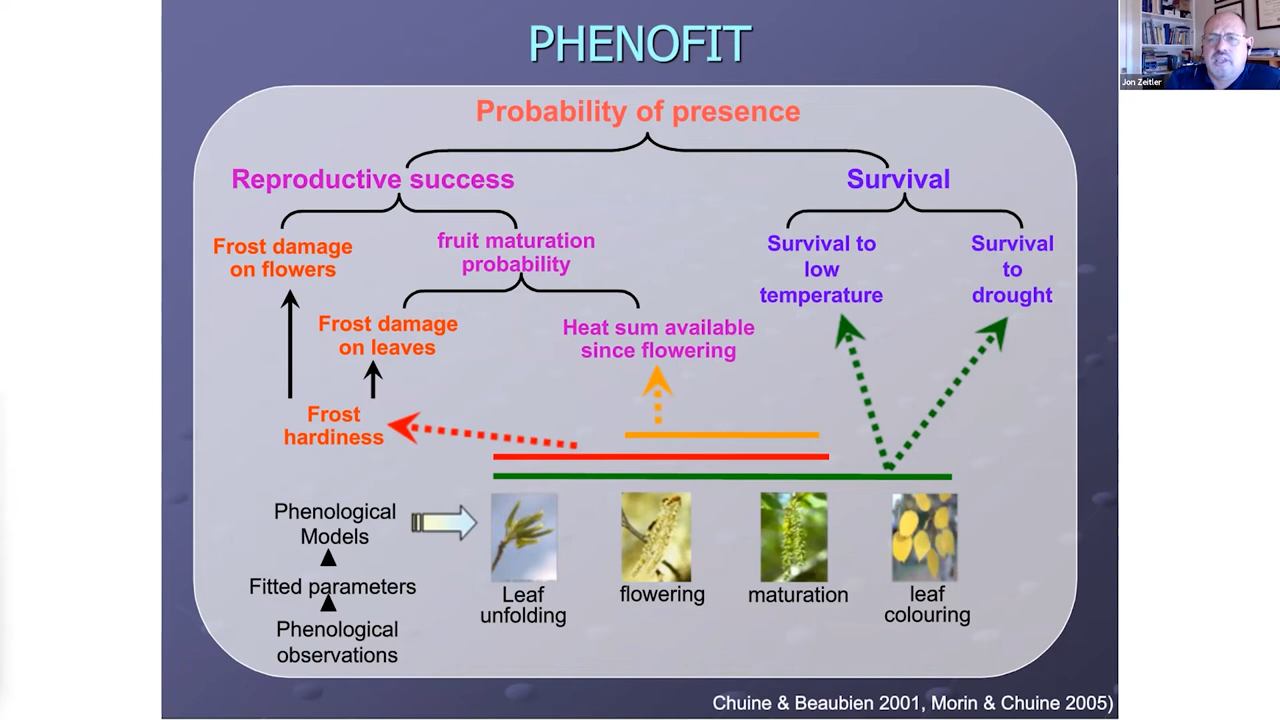 PHENOFIT
Jon Zeitler
Probability of presence
Reproductive success
Survival
Frost damage
on flowers
fruit maturation
probability
Survival to
low
temperature
Survival
to
drought
Frost damage
on leaves
Heat sum available
since flowering
Frost
hardiness
Phenological
Models
Fitted parameters
Phenological
observations
Leaf
unfolding
flowering
maturation
leaf
colouring
Chuine & Beaubien 2001, Morin & Chuine 2005)